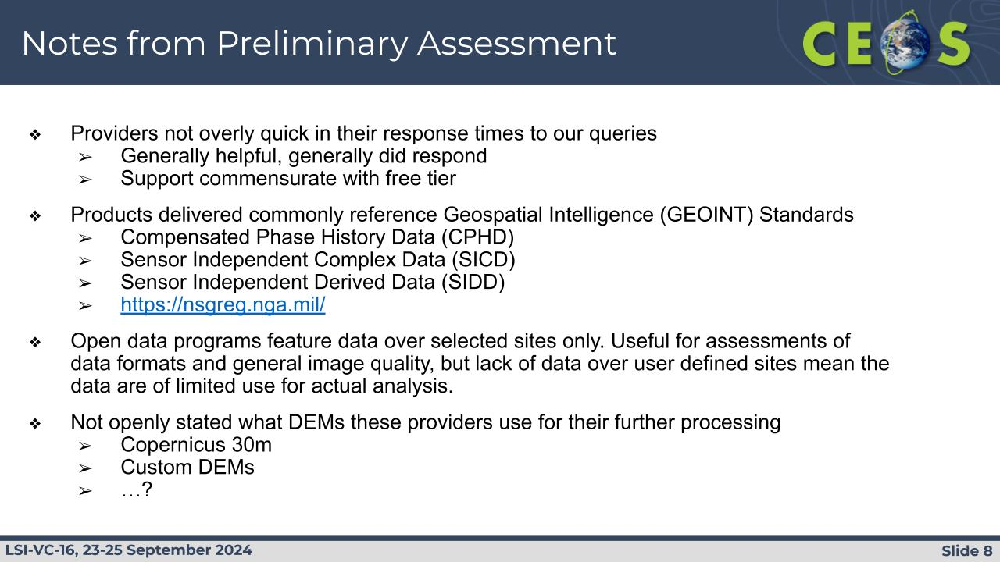 Notes from Preliminary Assessment
CEOS
❖ Providers not overly quick in their response times to our queries
➢ Generally helpful, generally did respond
➢ Support commensurate with free tier
❖ Products delivered commonly reference Geospatial Intelligence (GEOINT) Standards
➢ Compensated Phase History Data (CPHD)
➢ Sensor Independent Complex Data (SICD)
➢ Sensor Independent Derived Data (SIDD)
➢ https://nsgreg.nga.mil/
❖ Open data programs feature data over selected sites only. Useful for assessments of
data formats and general image quality, but lack of data over user defined sites mean the
data are of limited use for actual analysis.
❖ Not openly stated what DEMs these providers use for their further processing
➢ Copernicus 30m
➢ Custom DEMs
➢ …?
LSI-VC-16, 23-25 September 2024
Slide 8